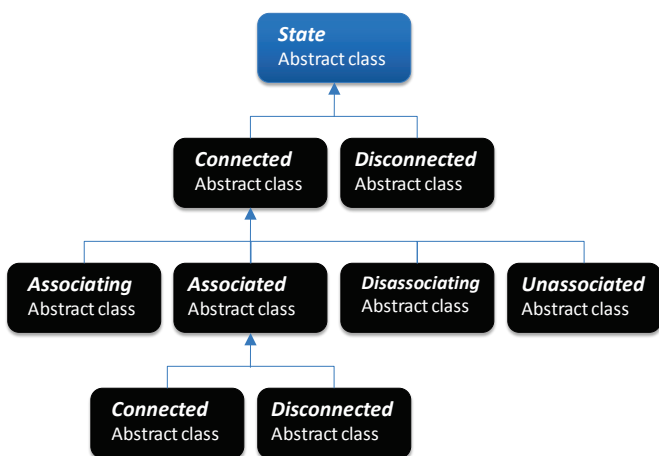 State
Abstract class
Connected
Abstract class
Disconnected
Abstract class
Associating
Abstract class
Associated
Abstract class
Disassociating
Abstract class
Unassociated
Abstract class
Connected
Abstract class
Disconnected
Abstract class